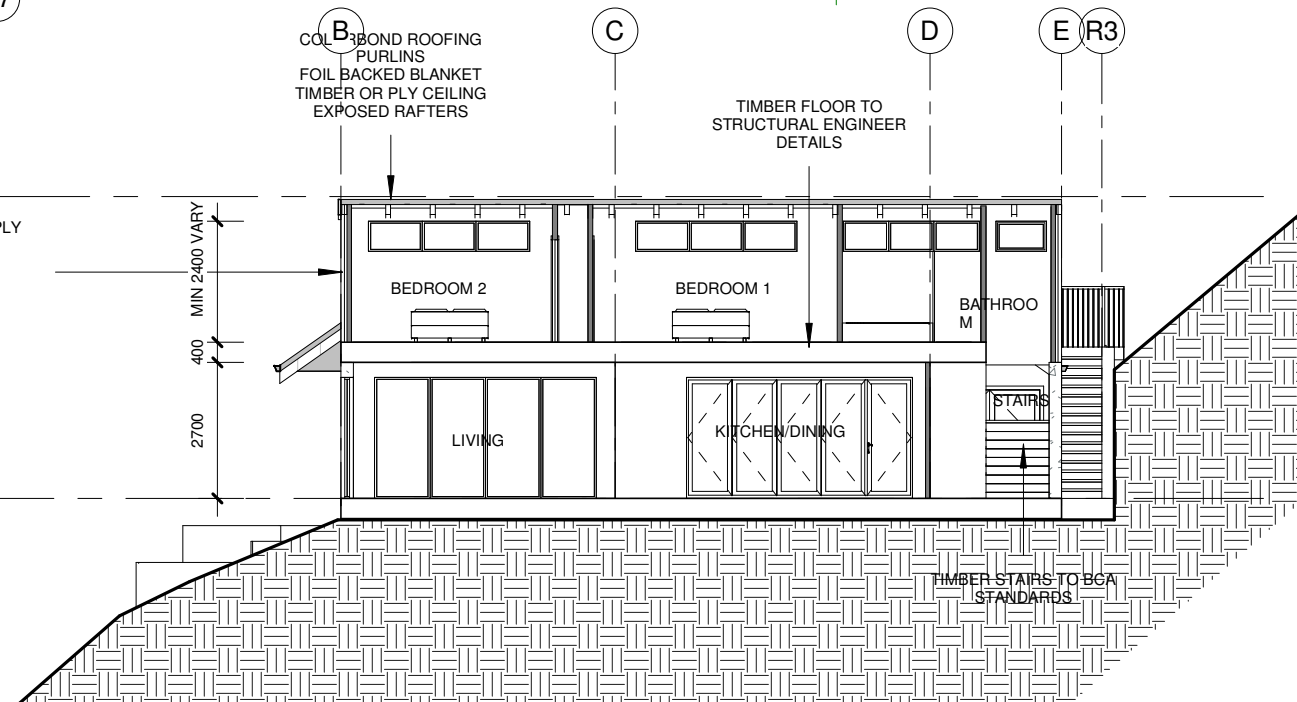 B
C
D
E
R3
COLORBOND ROOFING
PURLINS
FOIL BACKED BLANKET
TIMBER OR PLY CEILING
EXPOSED RAFTERS
TIMBER FLOOR TO
STRUCTURAL ENGINEER
DETAILS
PLY
MIN 2400 VARY
400
2700
BEDROOM 2
BEDROOM 1
BATHROO
M
LIVING
KITCHEN/DINING
STAIRS
TIMBER STAIRS TO BCA
STANDARDS